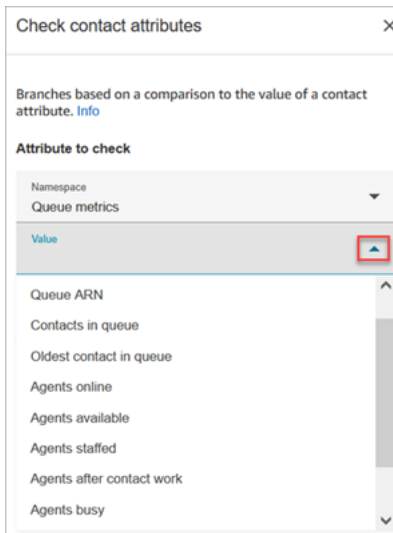 Check contact attributes
Branches based on a comparison to the value of a contact
attribute. Info
Attribute to check
Namespace
Queue metrics
Value
Queue ARN
Contacts in queue
Oldest contact in queue
Agents online
Agents available
Agents staffed
Agents after contact work
Agents busy